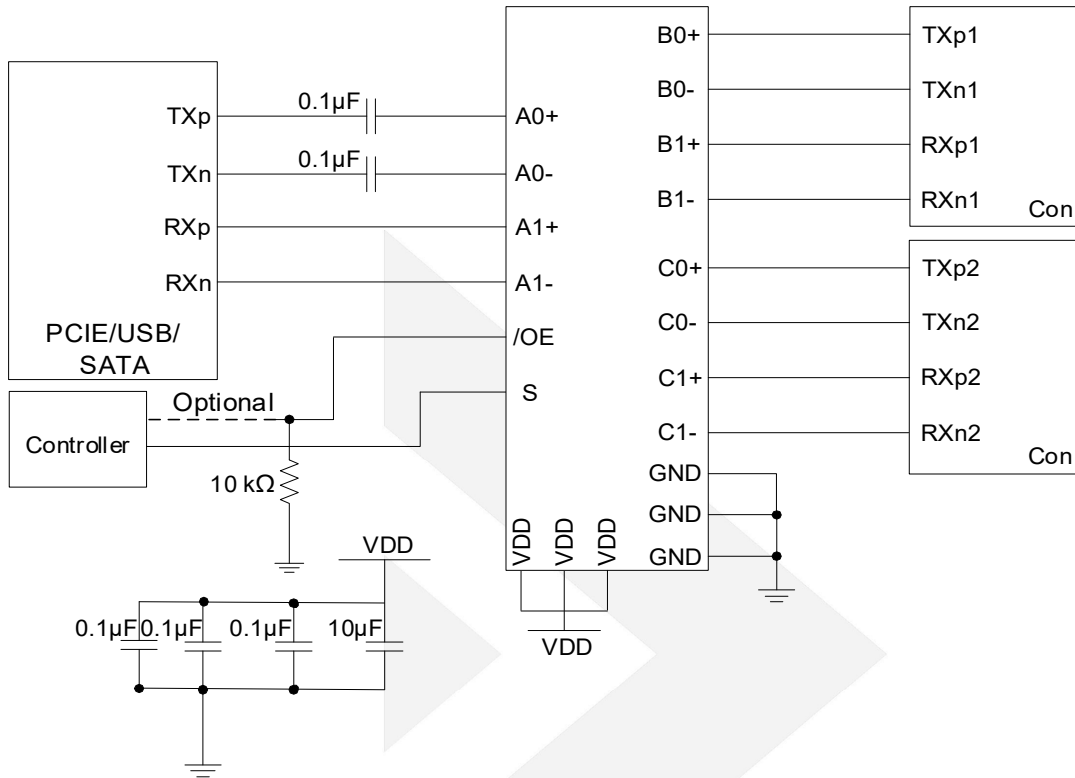 TXp
TXn
RXp
RXn
PCIE/USB/
SATA
0.1µF
0.1µF
Controller
Optional
10 kΩ
A0+
A0-
A1+
A1-
/OE
S
B0+
B0-
B1+
B1-
C0+
C0-
C1+
C1-
GND
GND
GND
VDD
VDD
VDD
VDD
TXp1
TXn1
RXp1
RXn1
Con
TXp2
TXn2
RXp2
RXn2
Con
VDD
0.1µF
0.1µF
0.1µF
10µF